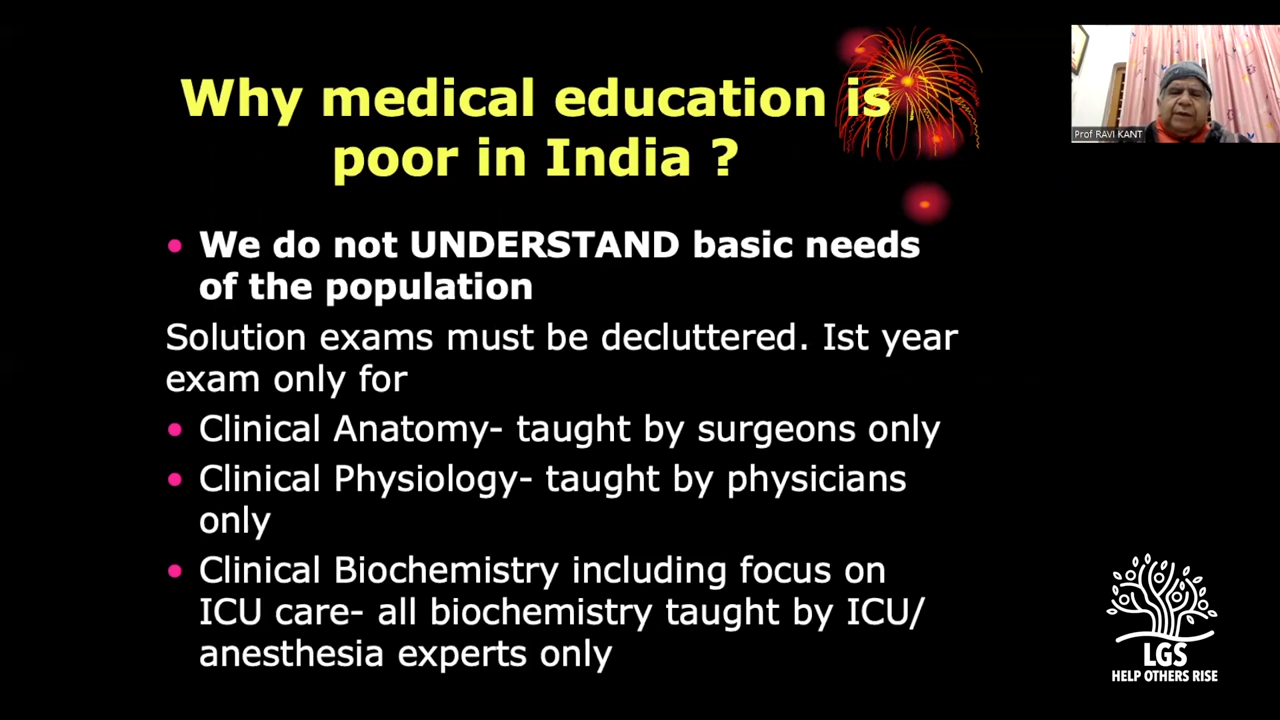 Why medical education is
poor in India ?
Prof RAVI KANT
• We do not UNDERSTAND basic needs
of the population
Solution exams must be decluttered. Ist year
exam only for
• Clinical Anatomy- taught by surgeons only
• Clinical Physiology- taught by physicians
only
• Clinical Biochemistry including focus on
ICU care- all biochemistry taught by ICU/
anesthesia experts only
LGS
HELP OTHERS RISE